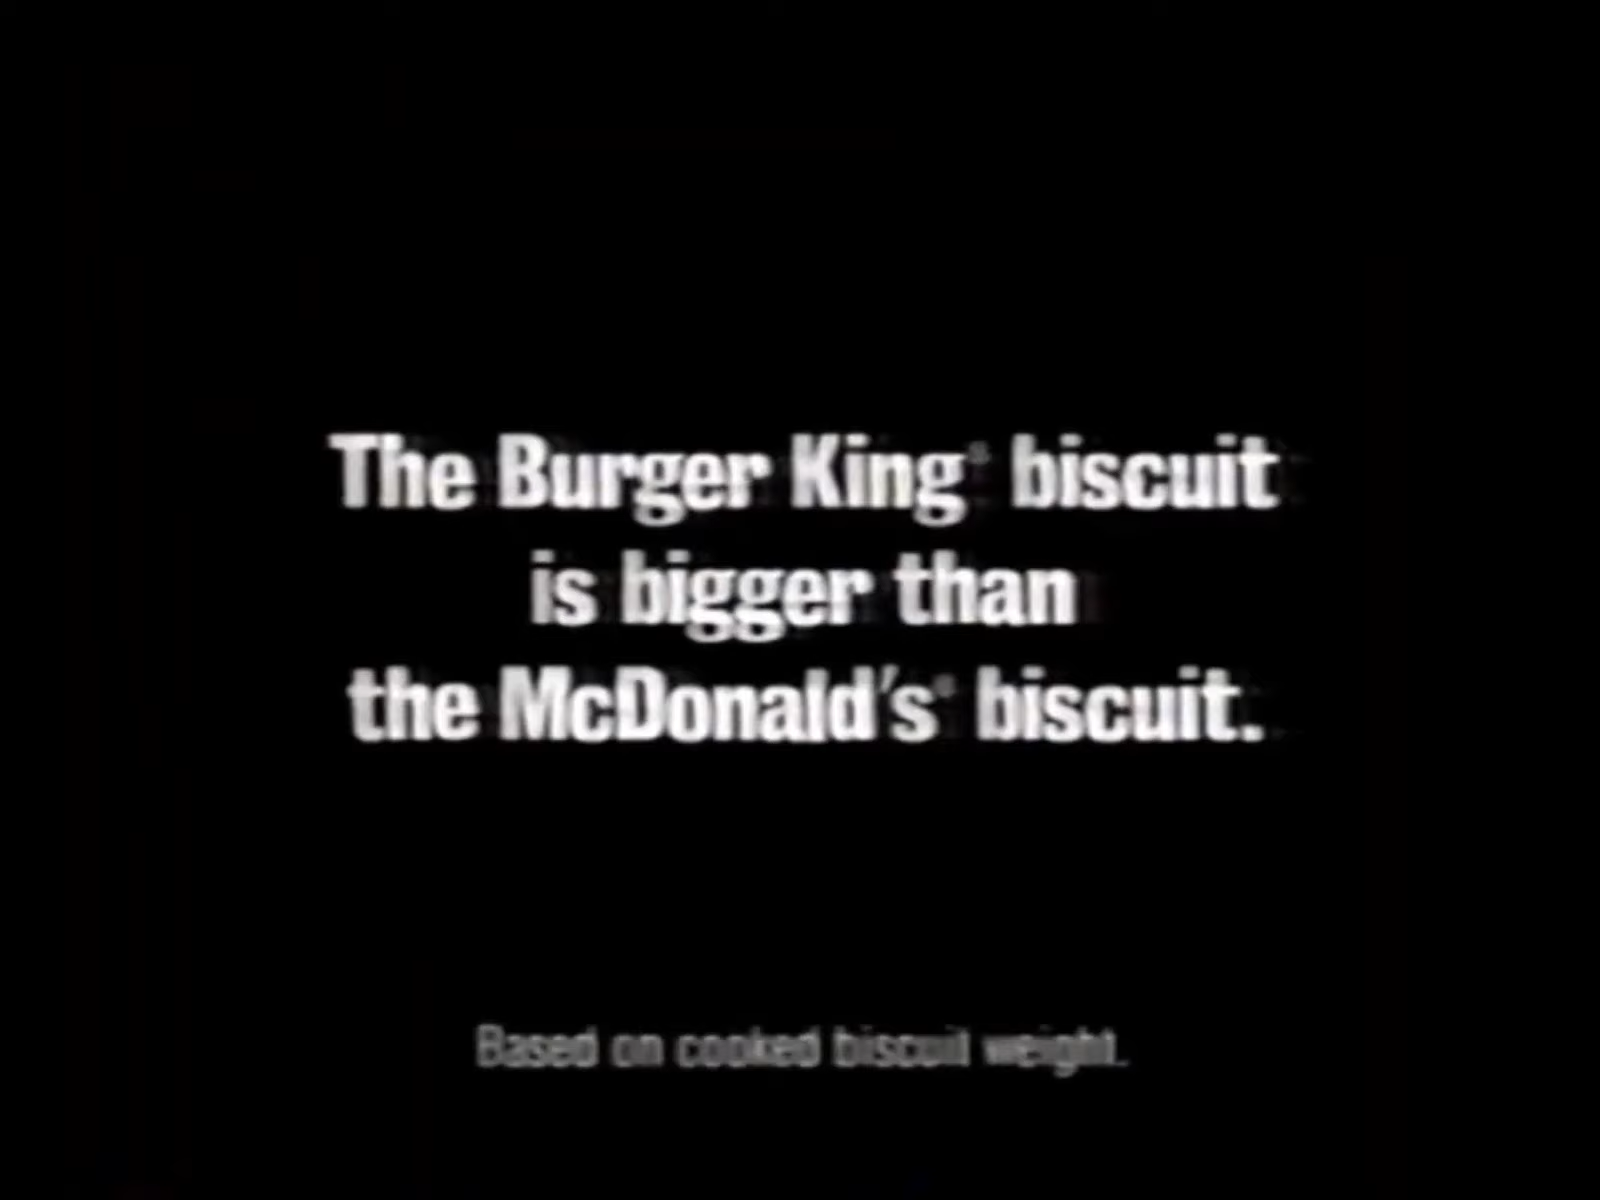 The Burger King® biscuit
is bigger than
the McDonald's® biscuit.
Based on cooked biscuit weight.